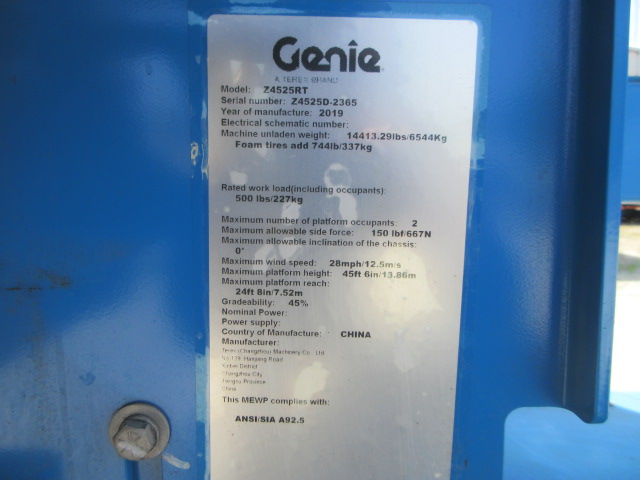 Genie
A TEREX BRAND
Model: Z4525RT
Serial number: Z4525D-2365
Year of manufacture: 2019
Electrical schematic number:
Machine unladen weight: 14413.29lbs/6544Kg
Foam tires add 744lb/337kg
Rated work load(including occupants):
500 lbs/227kg
Maximum number of platform occupants: 2
Maximum allowable side force: 150 lbf/667N
Maximum allowable inclination of the chassis:
0°
Maximum wind speed: 28mph/12.5m/s
Maximum platform height: 45ft 6in/13.86m
Maximum platform reach:
24ft 8in/7.52m
Gradeability: 45%
Nominal Power:
Power supply:
Country of Manufacture: CHINA
Manufacturer:
Terex (Changzhou) Machinery Co., Ltd.
No.139, Hanjiang Road
Xinbei District
Changzhou City
Jiangsu Province
China
This MEWP complies with:
ANSI/SIA A92.5